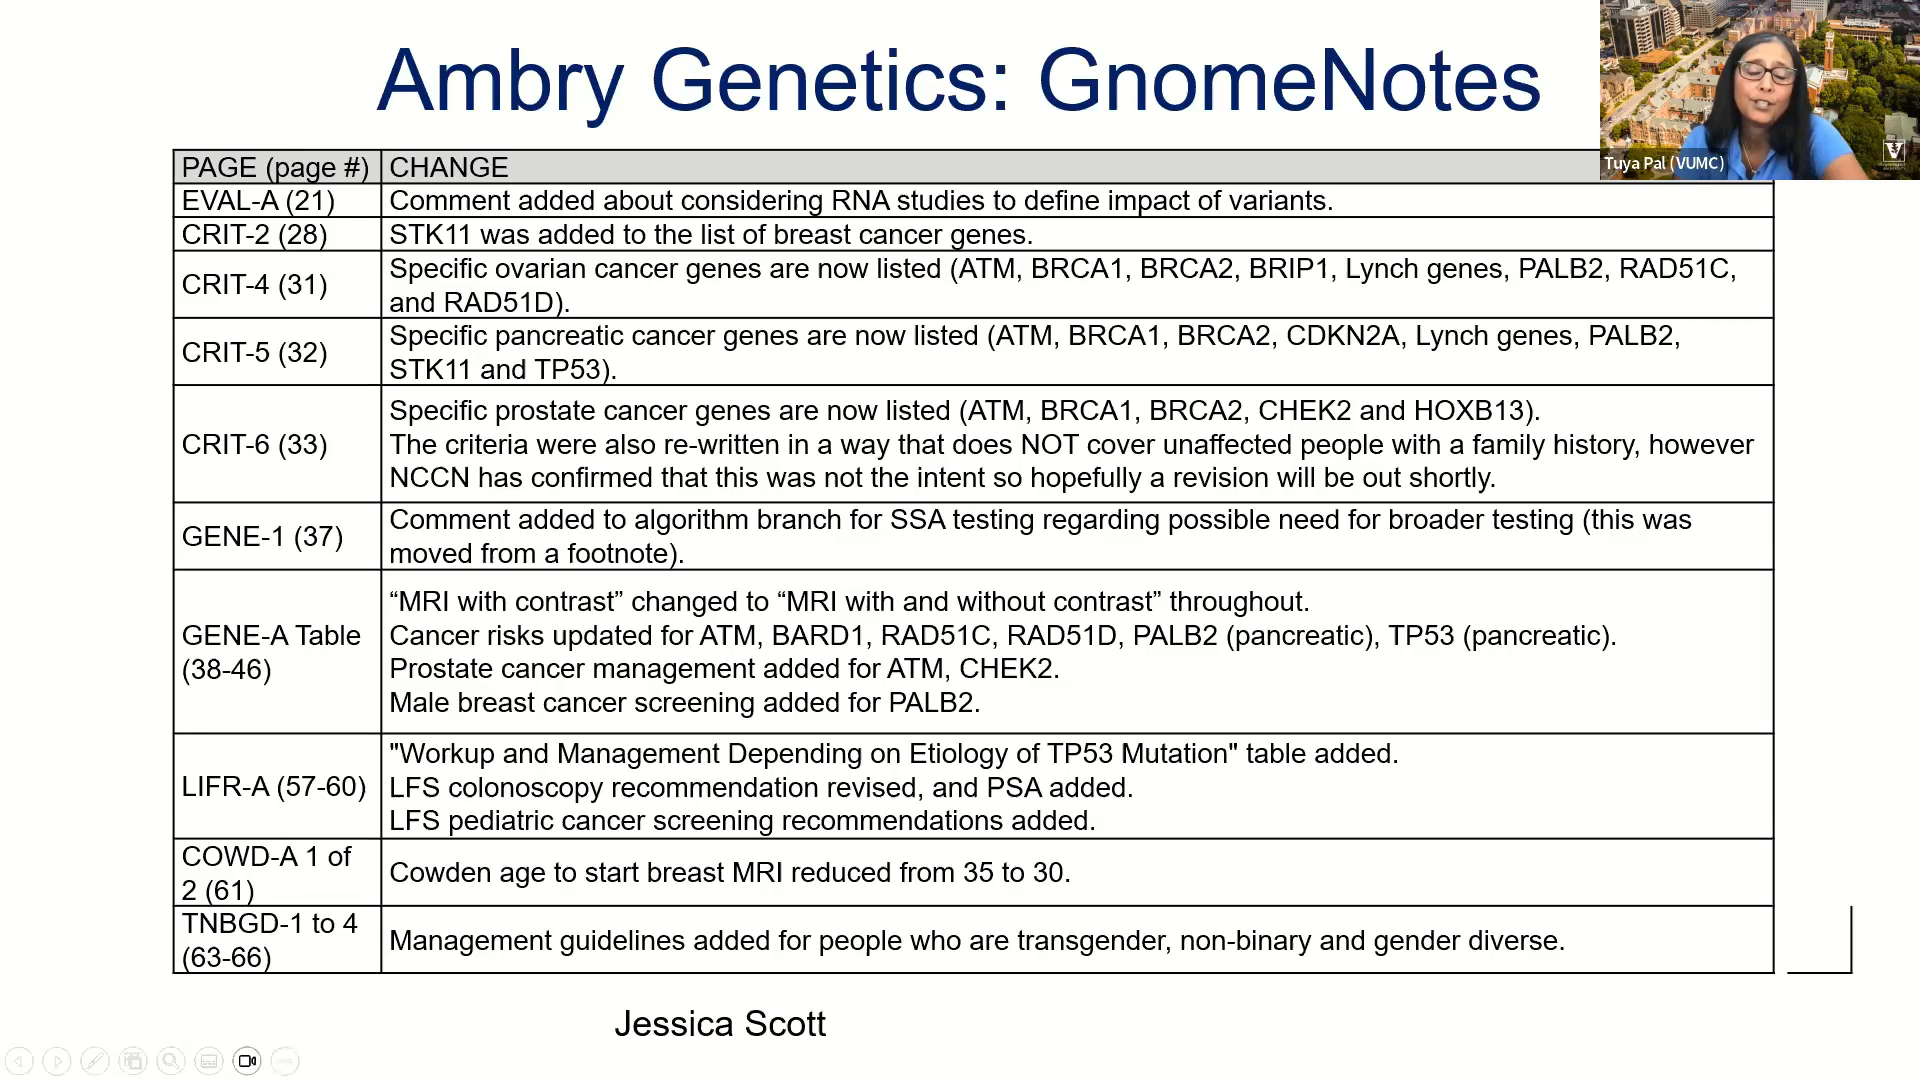 Ambry Genetics: GnomeNotes
Tuya Pal (VUMC)
PAGE (page #) CHANGE
EVAL-A (21) Comment added about considering RNA studies to define impact of variants.
CRIT-2 (28) STK11 was added to the list of breast cancer genes.
CRIT-4 (31) Specific ovarian cancer genes are now listed (ATM, BRCA1, BRCA2, BRIP1, Lynch genes, PALB2, RAD51C,
and RAD51D).
CRIT-5 (32) Specific pancreatic cancer genes are now listed (ATM, BRCA1, BRCA2, CDKN2A, Lynch genes, PALB2,
STK11 and TP53).
CRIT-6 (33) Specific prostate cancer genes are now listed (ATM, BRCA1, BRCA2, CHEK2 and HOXB13).
The criteria were also re-written in a way that does NOT cover unaffected people with a family history, however
NCCN has confirmed that this was not the intent so hopefully a revision will be out shortly.
GENE-1 (37) Comment added to algorithm branch for SSA testing regarding possible need for broader testing (this was
moved from a footnote).
GENE-A Table
(38-46)
“MRI with contrast” changed to “MRI with and without contrast” throughout.
Cancer risks updated for ATM, BARD1, RAD51C, RAD51D, PALB2 (pancreatic), TP53 (pancreatic).
Prostate cancer management added for ATM, CHEK2.
Male breast cancer screening added for PALB2.
LIFR-A (57-60) "Workup and Management Depending on Etiology of TP53 Mutation" table added.
LFS colonoscopy recommendation revised, and PSA added.
LFS pediatric cancer screening recommendations added.
COWD-A 1 of
2 (61)
Cowden age to start breast MRI reduced from 35 to 30.
TNBGD-1 to 4
(63-66)
Management guidelines added for people who are transgender, non-binary and gender diverse.
Jessica Scott